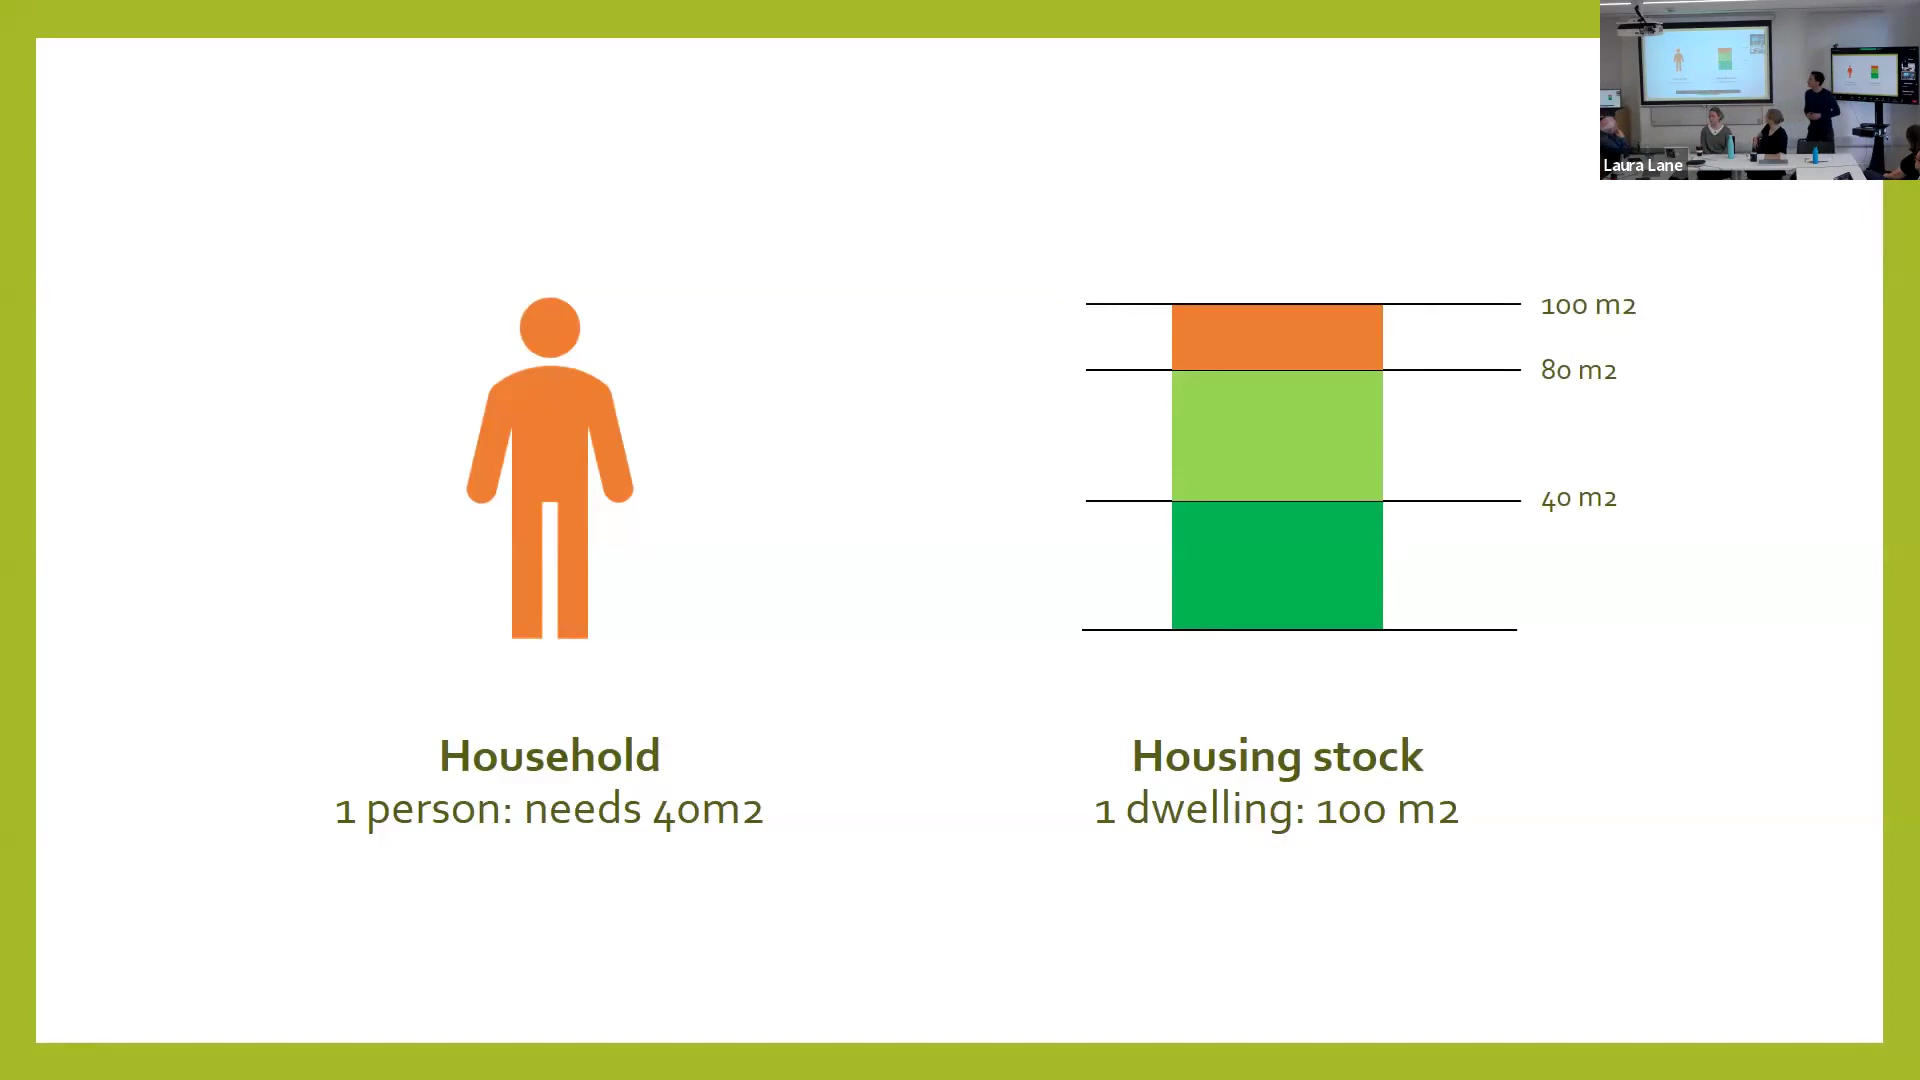 Laura Lane
100 m2
80 m2
40 m2
Household
1 person: needs 40m2
Housing stock
1 dwelling: 100 m2